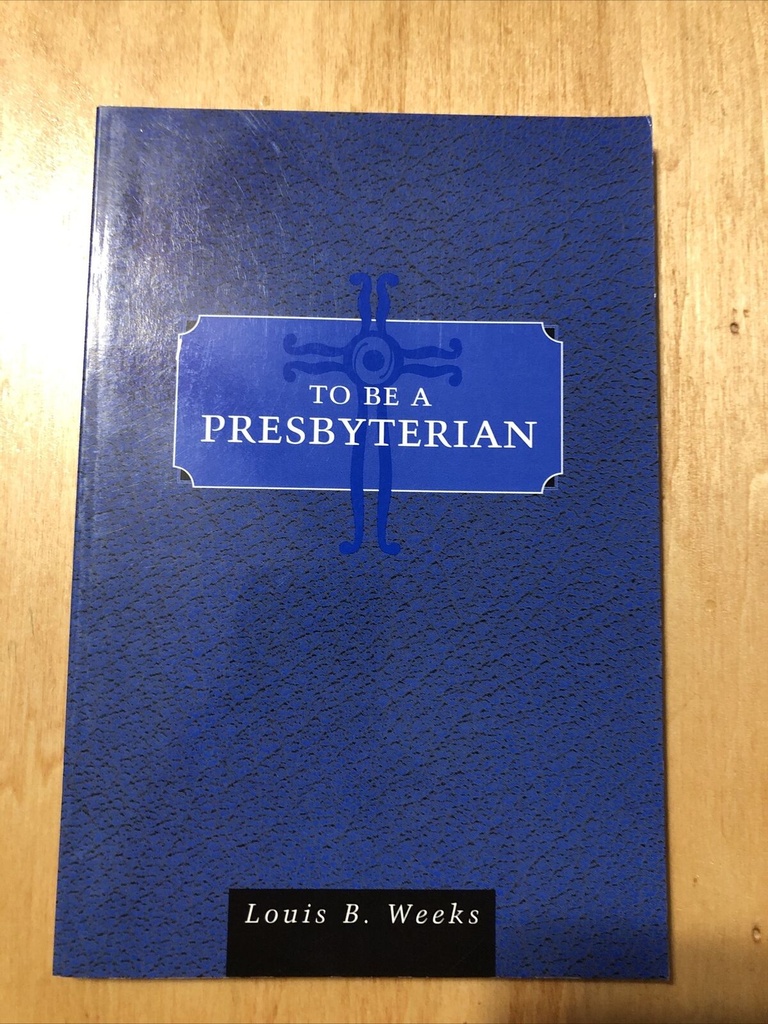 TO BE A
PRESBYTERIAN
Louis B. Weeks